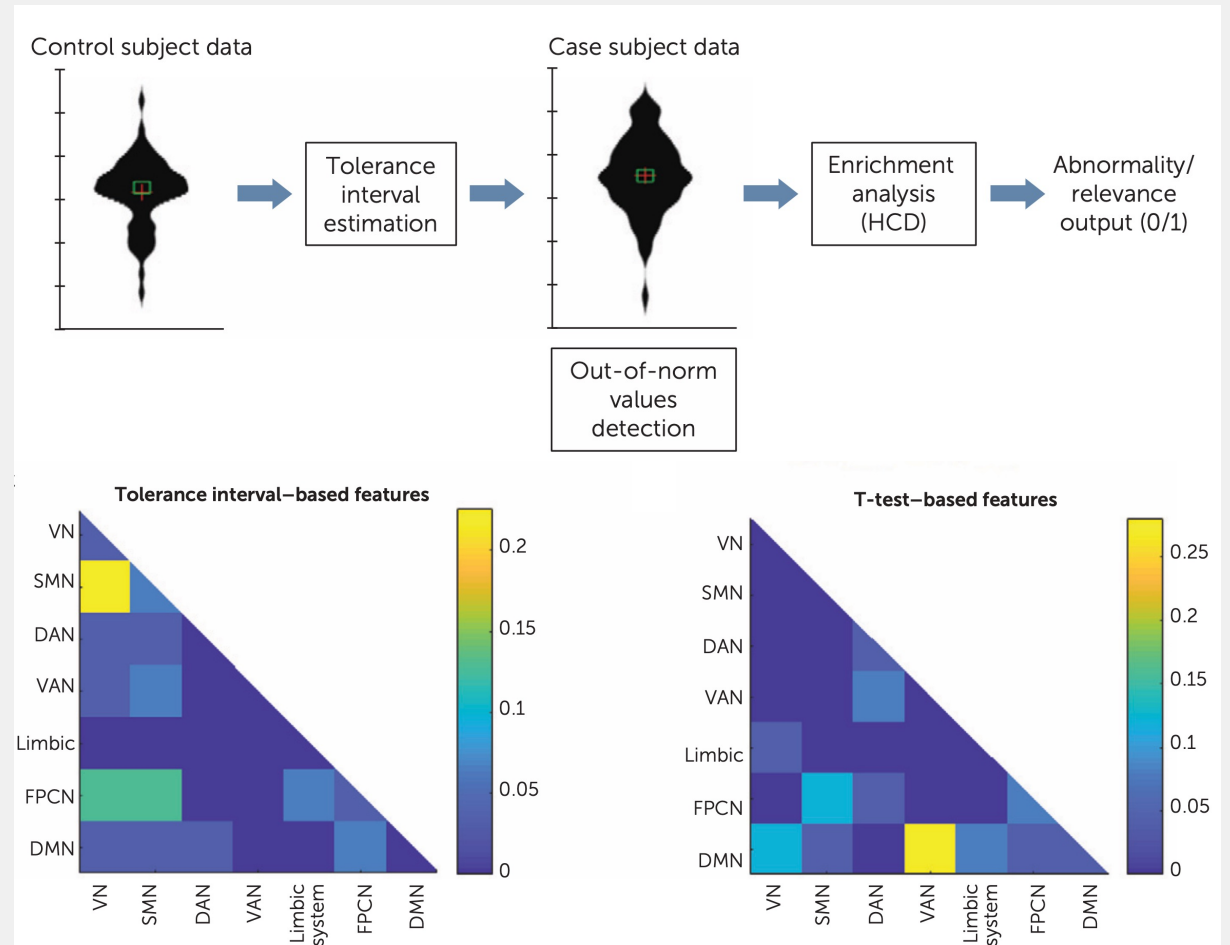 Control subject data
Case subject data
Tolerance
interval
estimation
Enrichment
analysis
(HCD)
Abnormality/
relevance
output (0/1)
Out-of-norm
values
detection
Tolerance interval–based features
VN
SMN
DAN
VAN
Limbic
FPCN
DMN
VN
SMN
DAN
VAN
Limbic
system
FPCN
DMN
0.2
0.15
0.1
0.05
0
T-test–based features
VN
SMN
DAN
VAN
Limbic
FPCN
DMN
VN
SMN
DAN
VAN
Limbic
system
FPCN
DMN
0.25
0.2
0.15
0.1
0.05
0